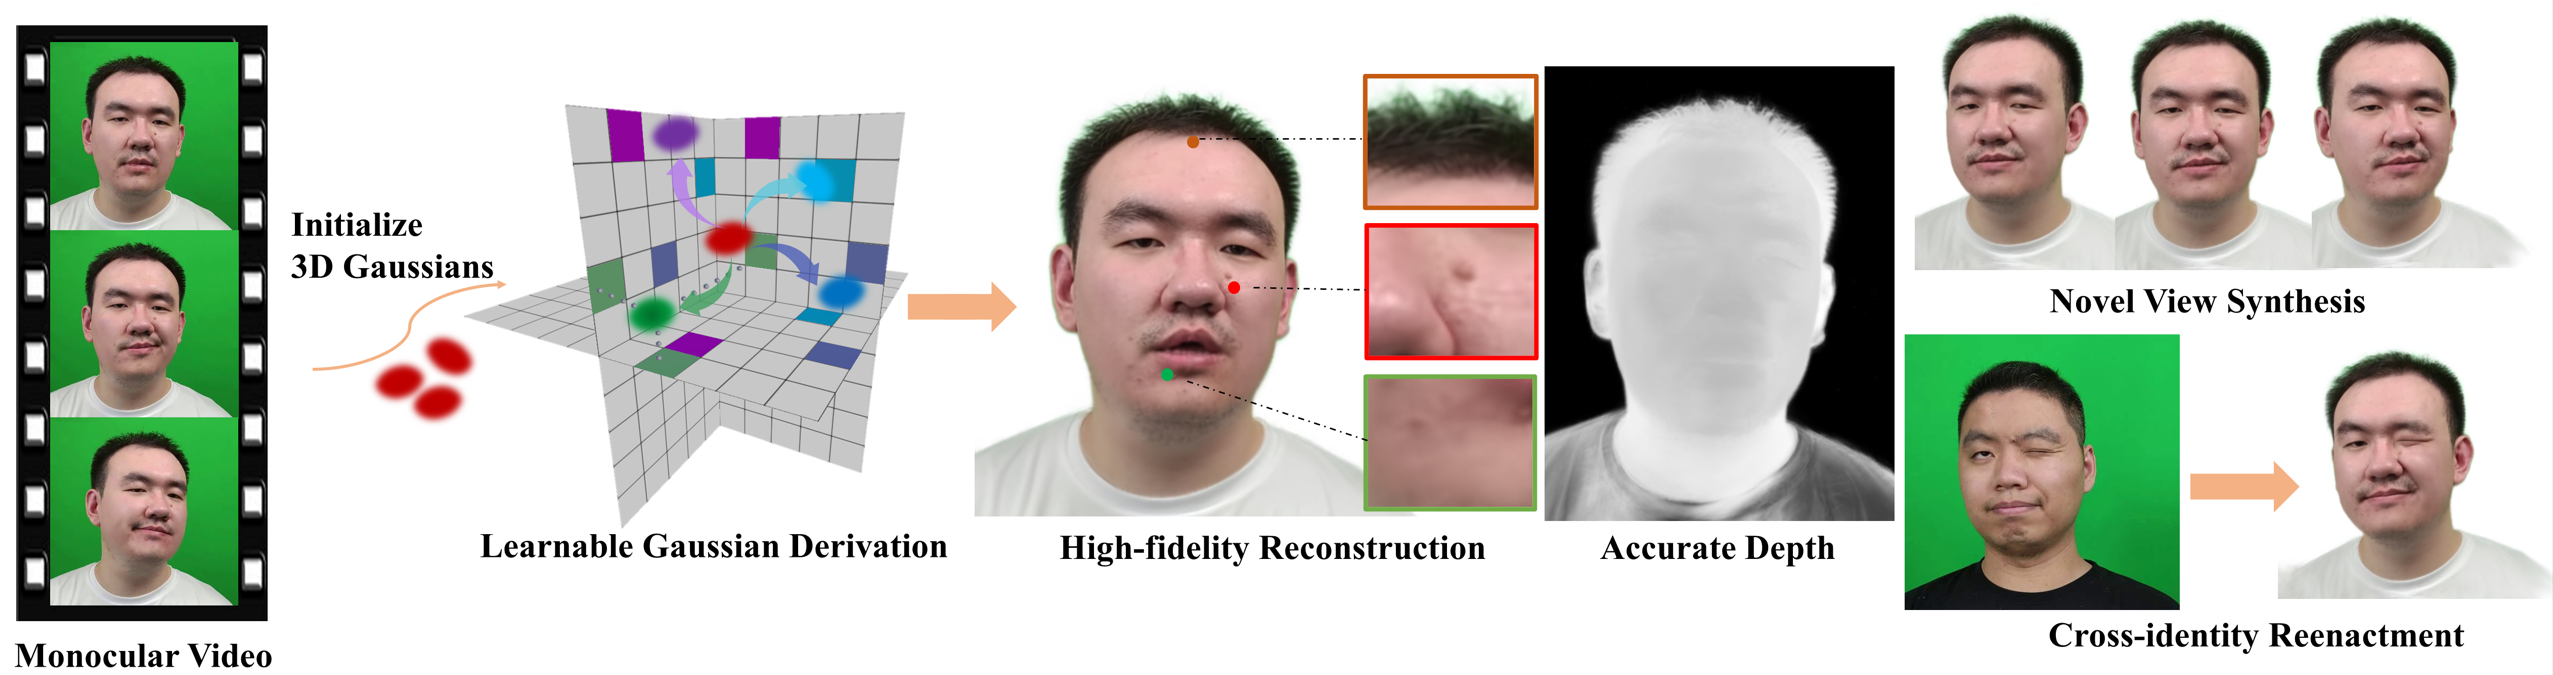 Monocular Video
Initialize
3D Gaussians
Learnable Gaussian Derivation
High-fidelity Reconstruction
Accurate Depth
Novel View Synthesis
Cross-identity Reenactment